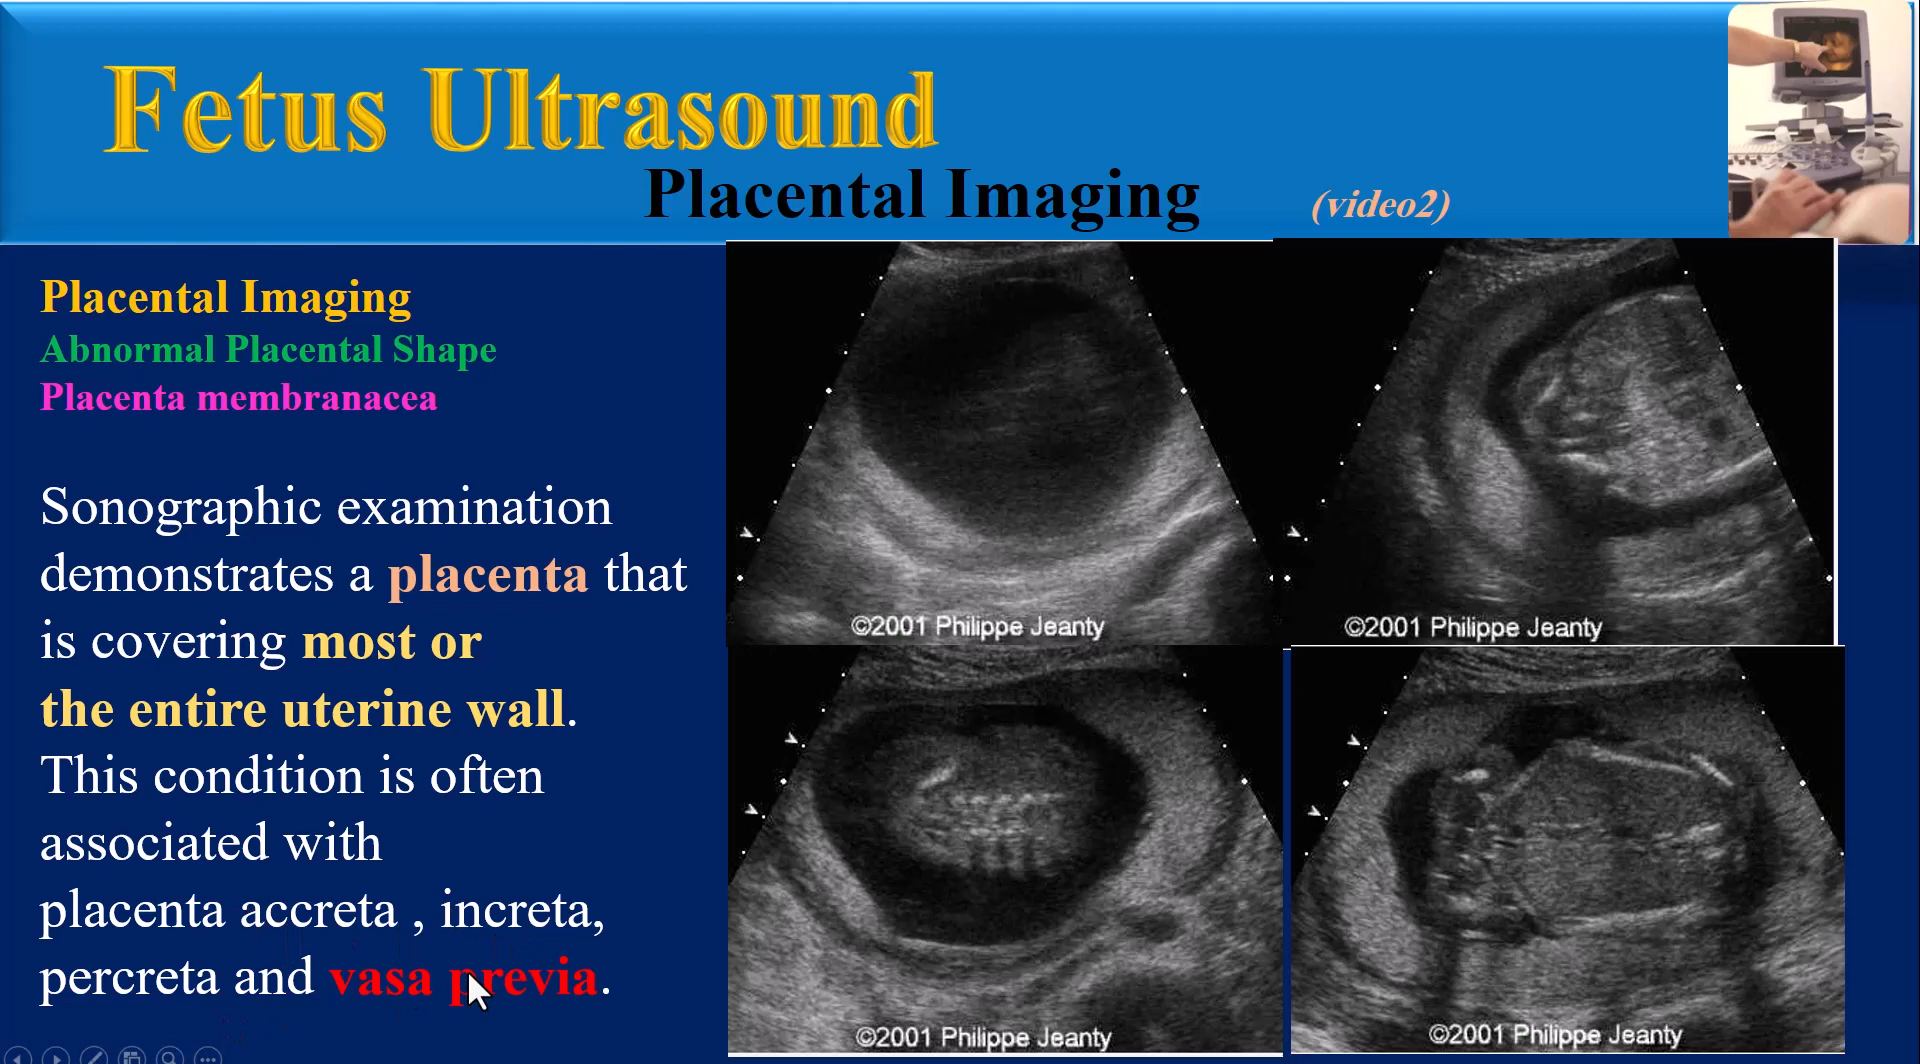 Fetus Ultrasound
Placental Imaging (video2)
Placental Imaging
Abnormal Placental Shape
Placenta membranacea
Sonographic examination
demonstrates a placenta that
is covering most or
the entire uterine wall.
This condition is often
associated with
placenta accreta , increta,
percreta and vasa previa.
©2001 Philippe Jeanty
©2001 Philippe Jeanty
©2001 Philippe Jeanty
©2001 Philippe Jeanty